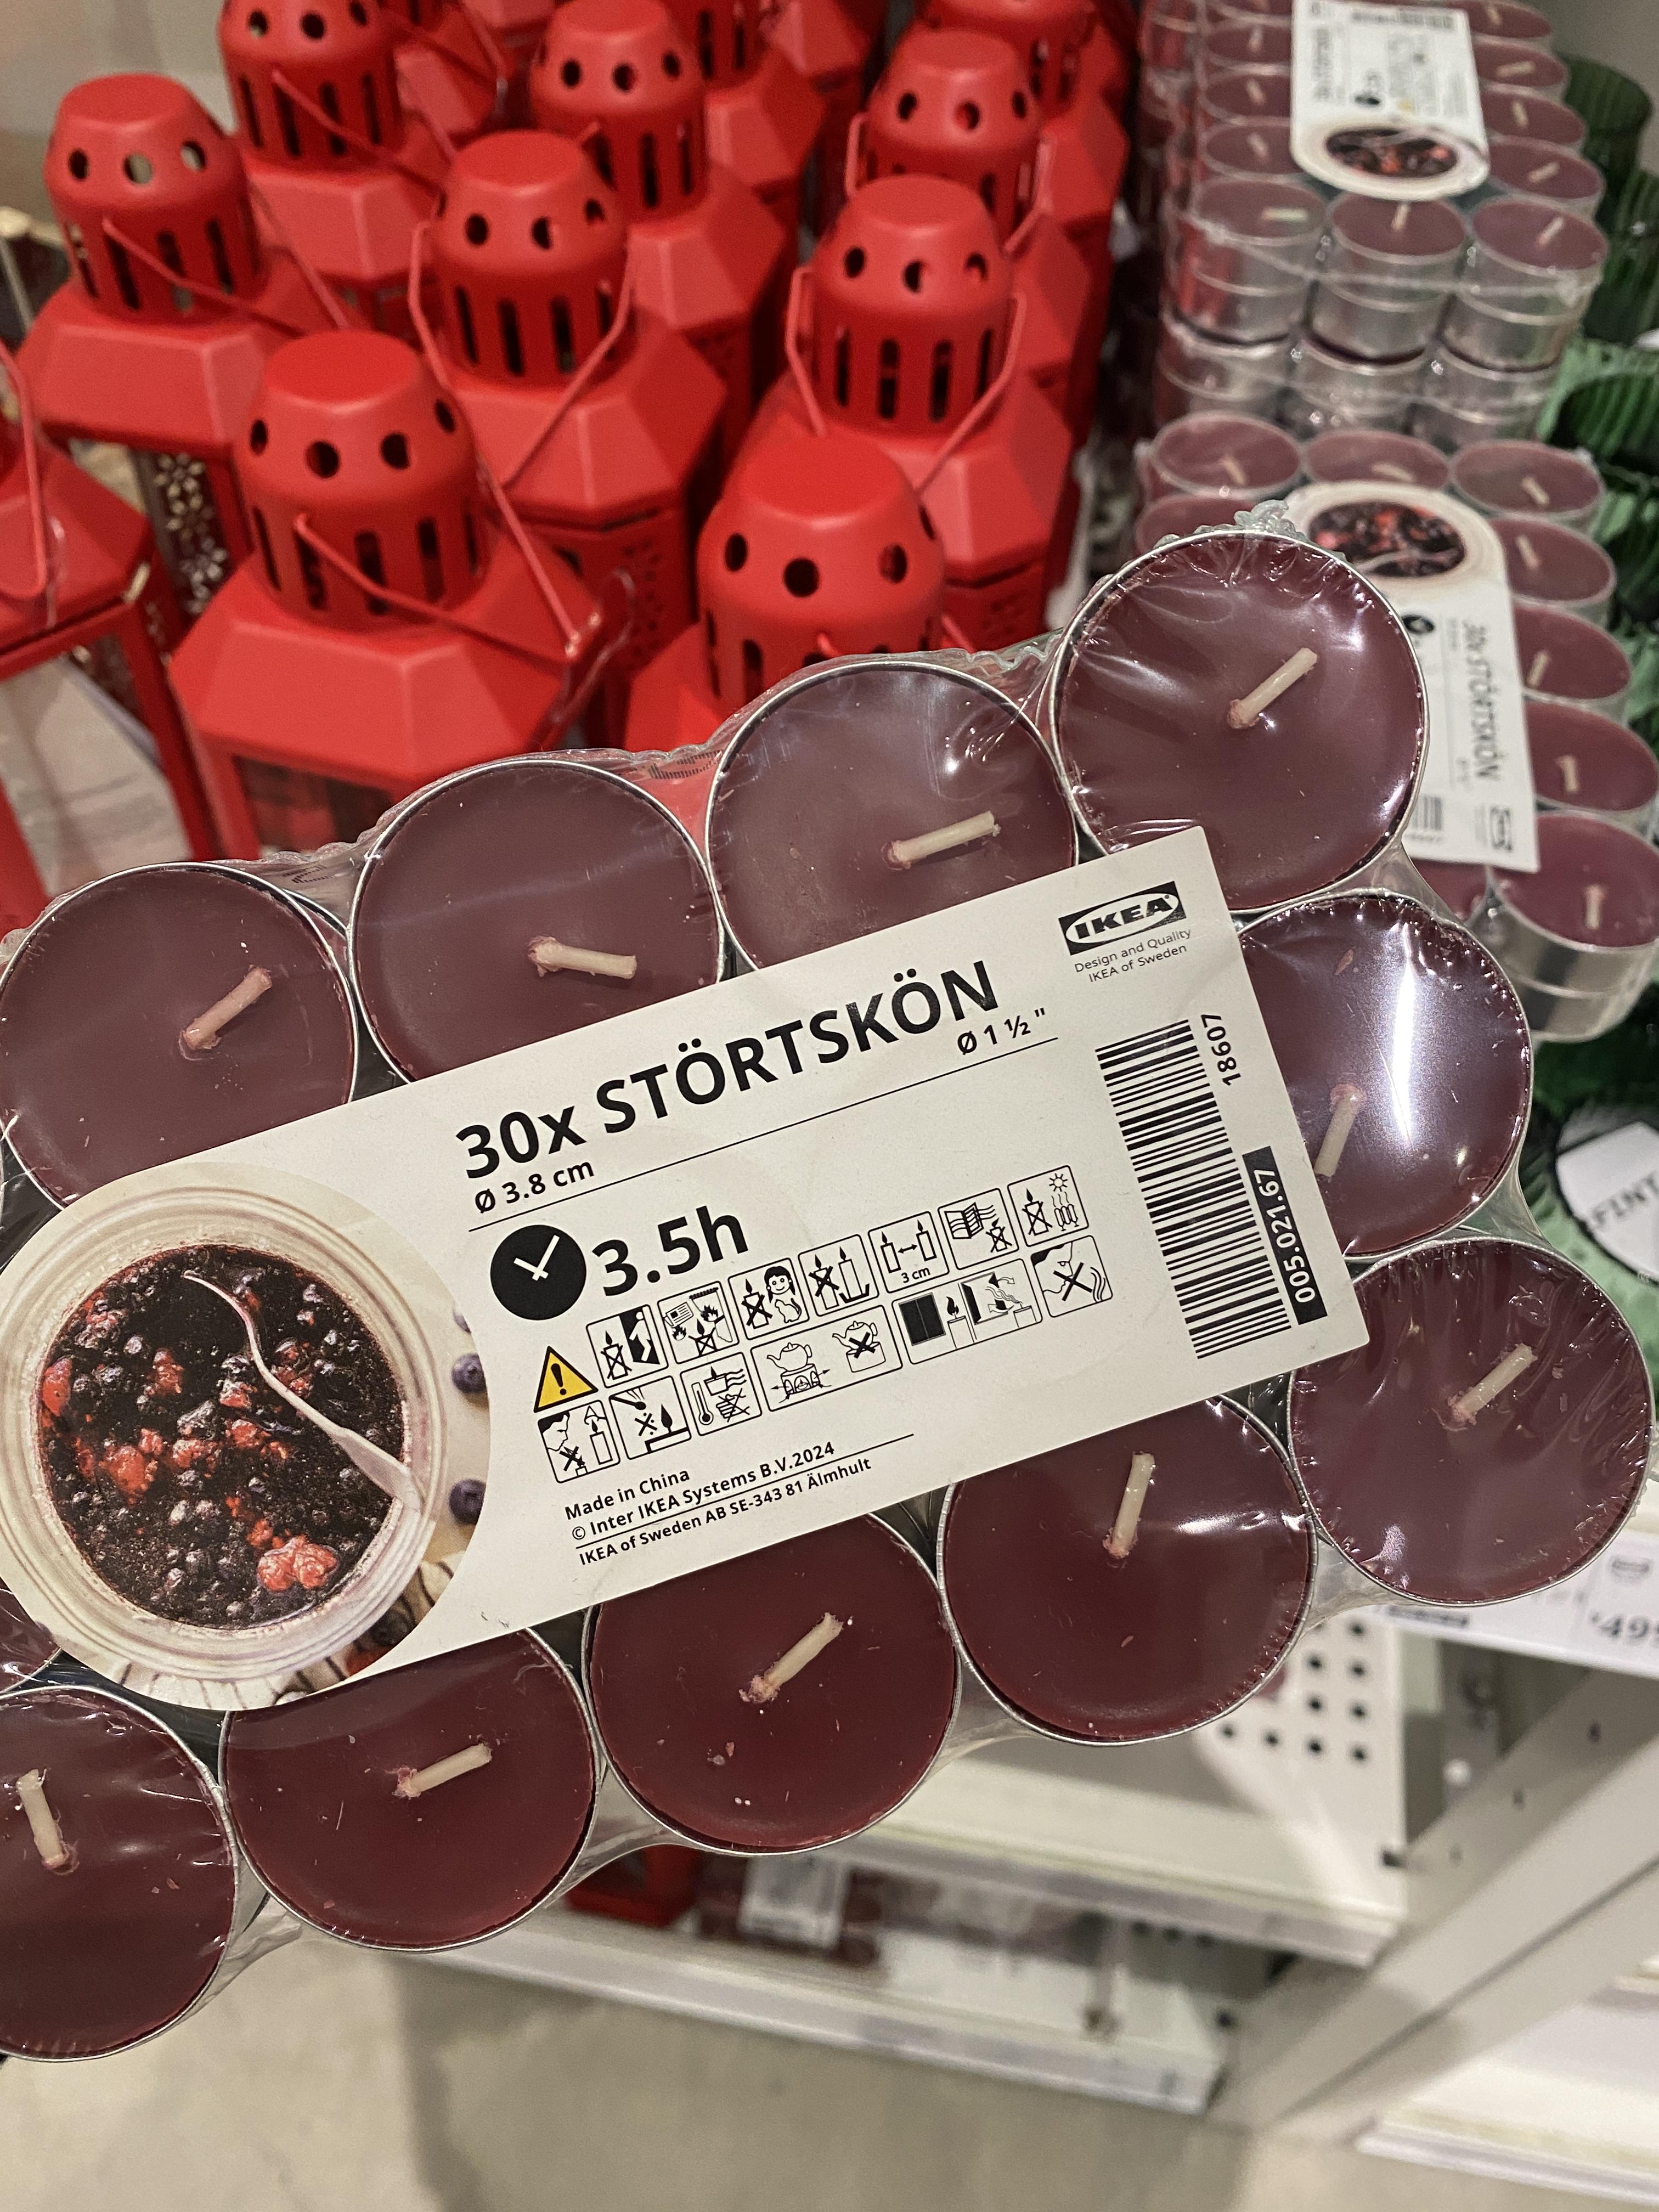 IKEA
Design and Quality
IKEA of Sweden
30x STÖRTSKÖN
Ø 3.8 cm
Ø 1 ½ "
3.5h
3 cm
18607
005.021.67
Made in China
© Inter IKEA Systems B.V.2024
IKEA of Sweden AB SE-343 81 Älmhult
30x STÖRTSKÖN